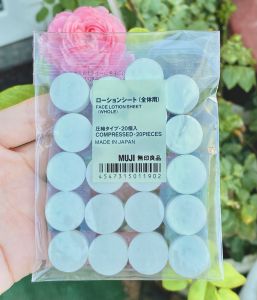 ローションシート(全体用)
FACE LOTION SHEET
(WHOLE)
圧縮タイプ・20個入
COMPRESSED・20PIECES
MADE IN JAPAN
MUJI 無印良品
4547315011902